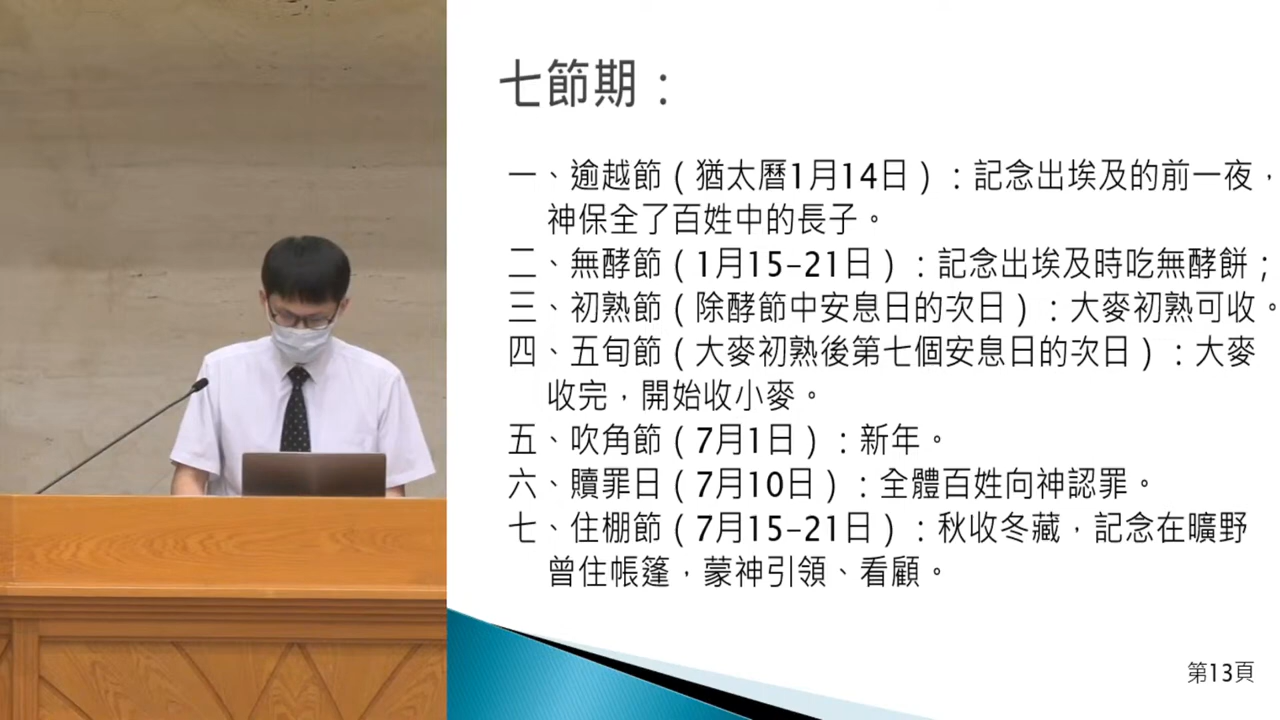 七節期：
一、逾越節（猶太曆1月14日）：記念出埃及的前一夜，
神保全了百姓中的長子。
二、無酵節（1月15-21日）：記念出埃及時吃無酵餅；
三、初熟節（除酵節中安息日的次日）：大麥初熟可收。
四、五旬節（大麥初熟後第七個安息日的次日）：大麥
收完，開始收小麥。
五、吹角節（7月1日）：新年。
六、贖罪日（7月10日）：全體百姓向神認罪。
七、住棚節（7月15-21日）：秋收冬藏，記念在曠野
曾住帳篷，蒙神引領、看顧。
第13頁